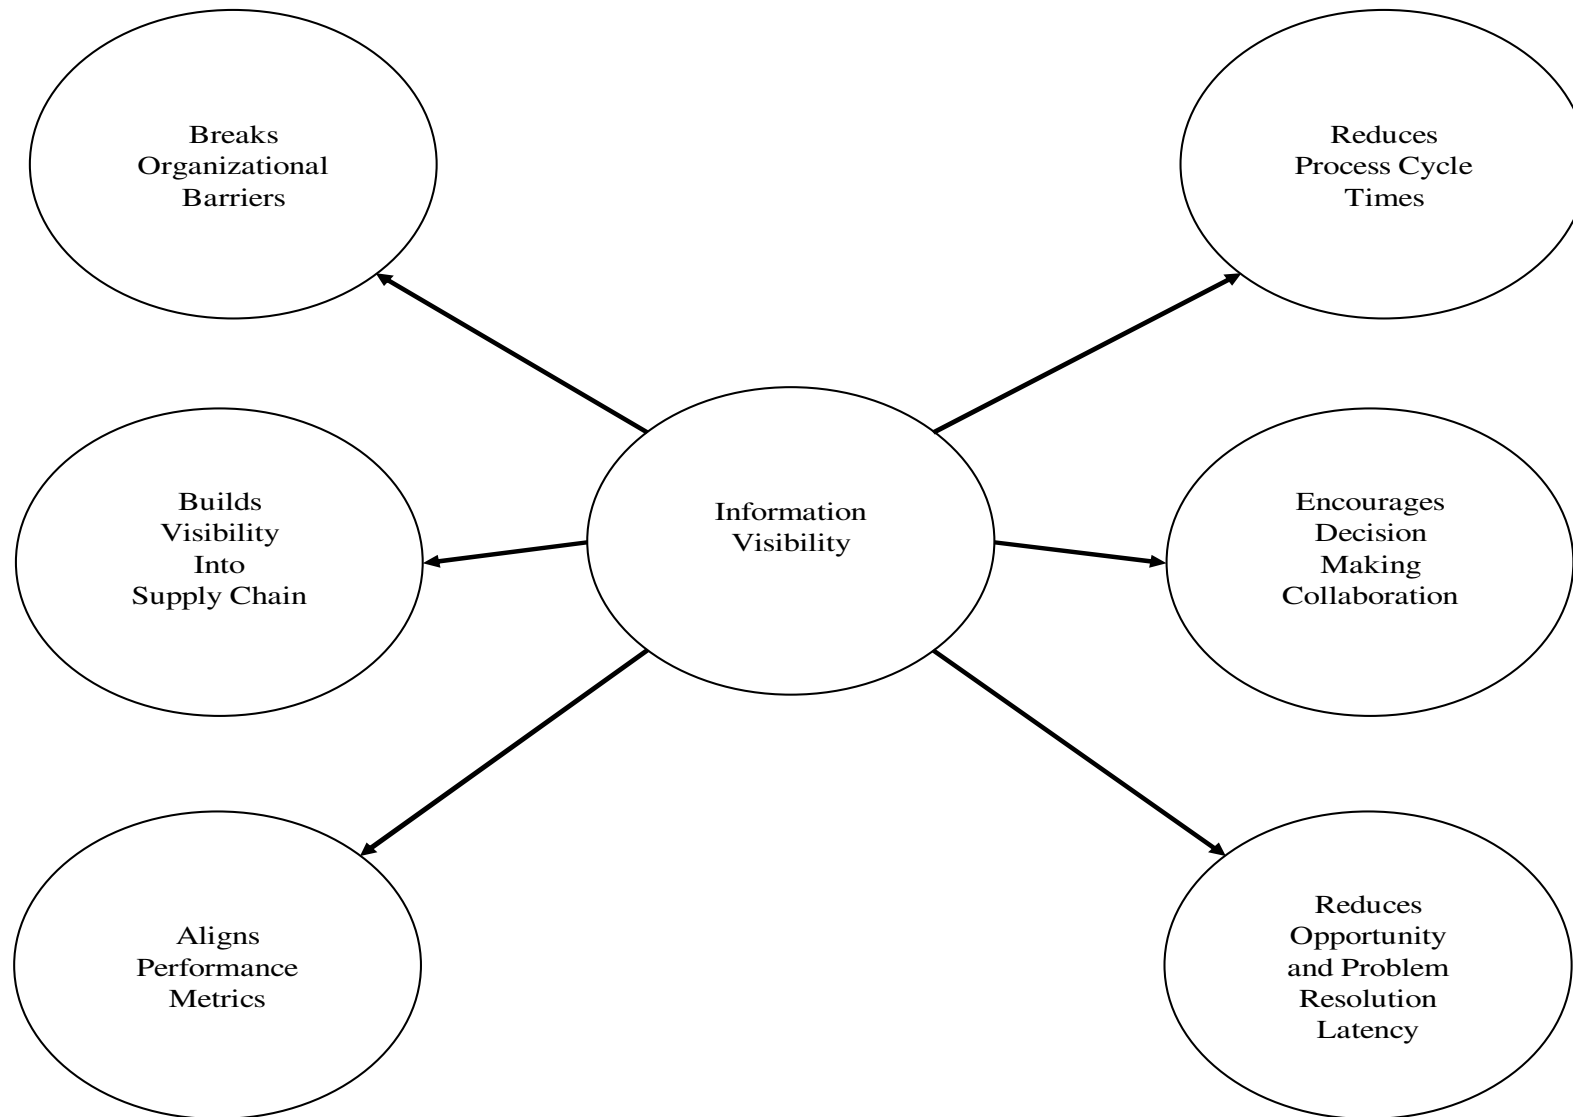 Breaks
Organizational
Barriers
Reduces
Process Cycle
Times
Builds
Visibility
Into
Supply Chain
Information
Visibility
Encourages
Decision
Making
Collaboration
Aligns
Performance
Metrics
Reduces
Opportunity
and Problem
Resolution
Latency